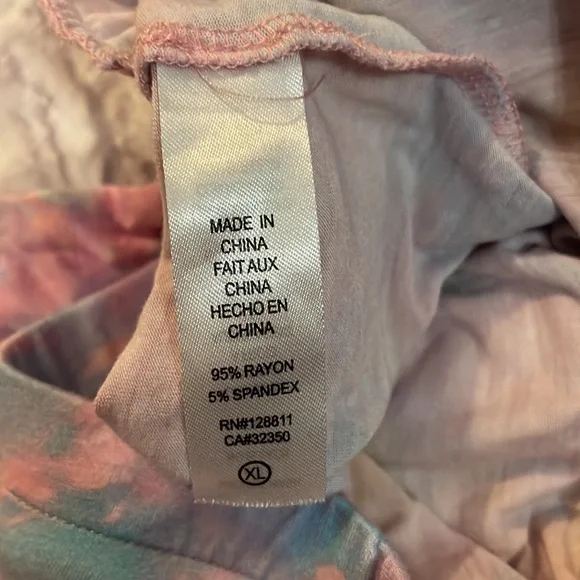 MADE IN
CHINA
FAIT AUX
CHINA
HECHO EN
CHINA
95% RAYON
5% SPANDEX
RN#128811
CA#32350
XL